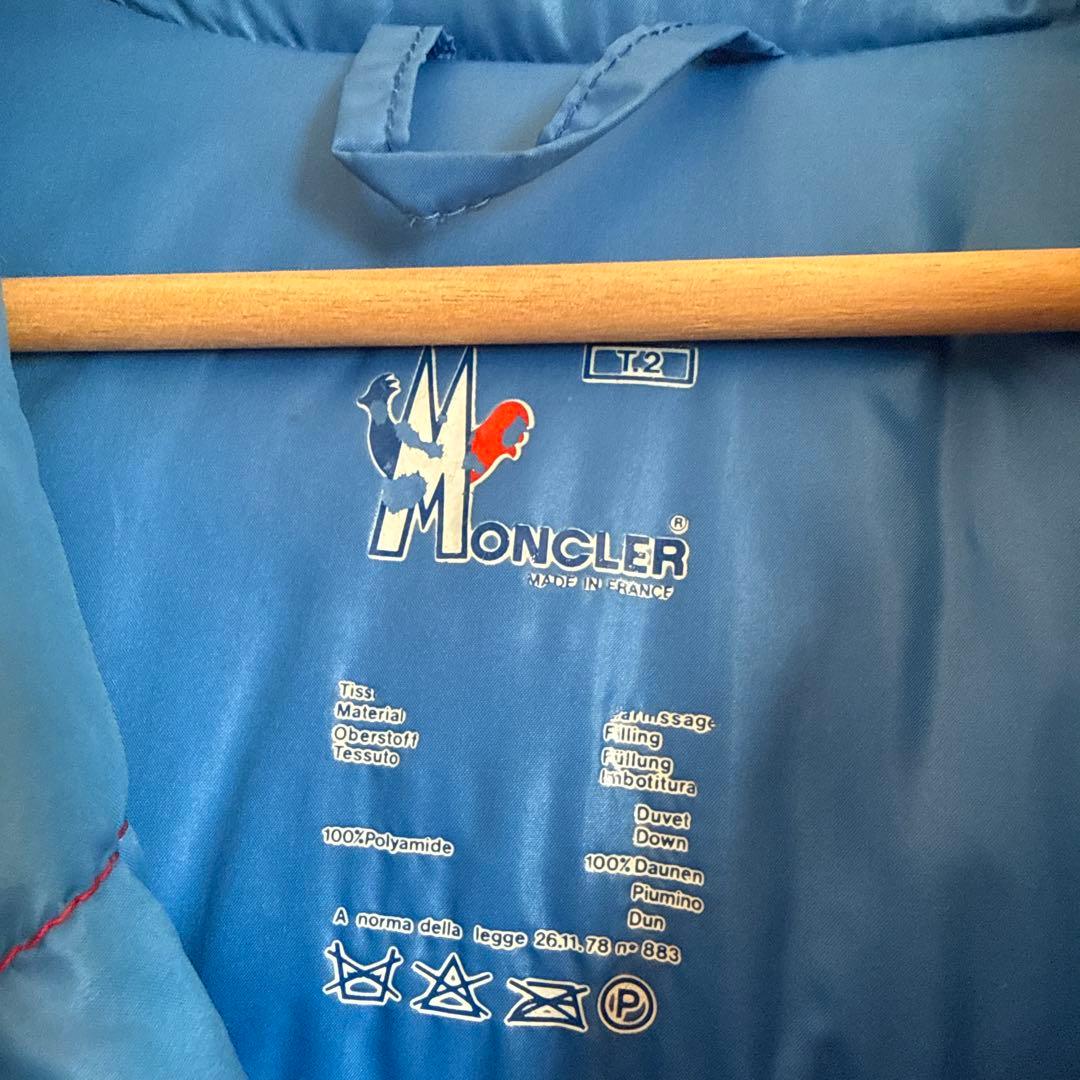 T.2
MONCLER ®
MADE IN FRANCE
Material
Oberstoff
Tessuto
100% Polyamide
Filling
Füllung
Imbotitura
Duvet
Down
100% Daunen
Piumino
Dun
A norma della legge 26.11.78 n° 883
P